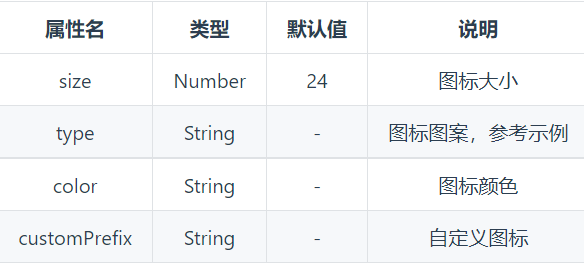 属性名 类型 默认值 说明
size Number 24 图标大小
type String - 图标图案，参考示例
color String - 图标颜色
customPrefix String - 自定义图标